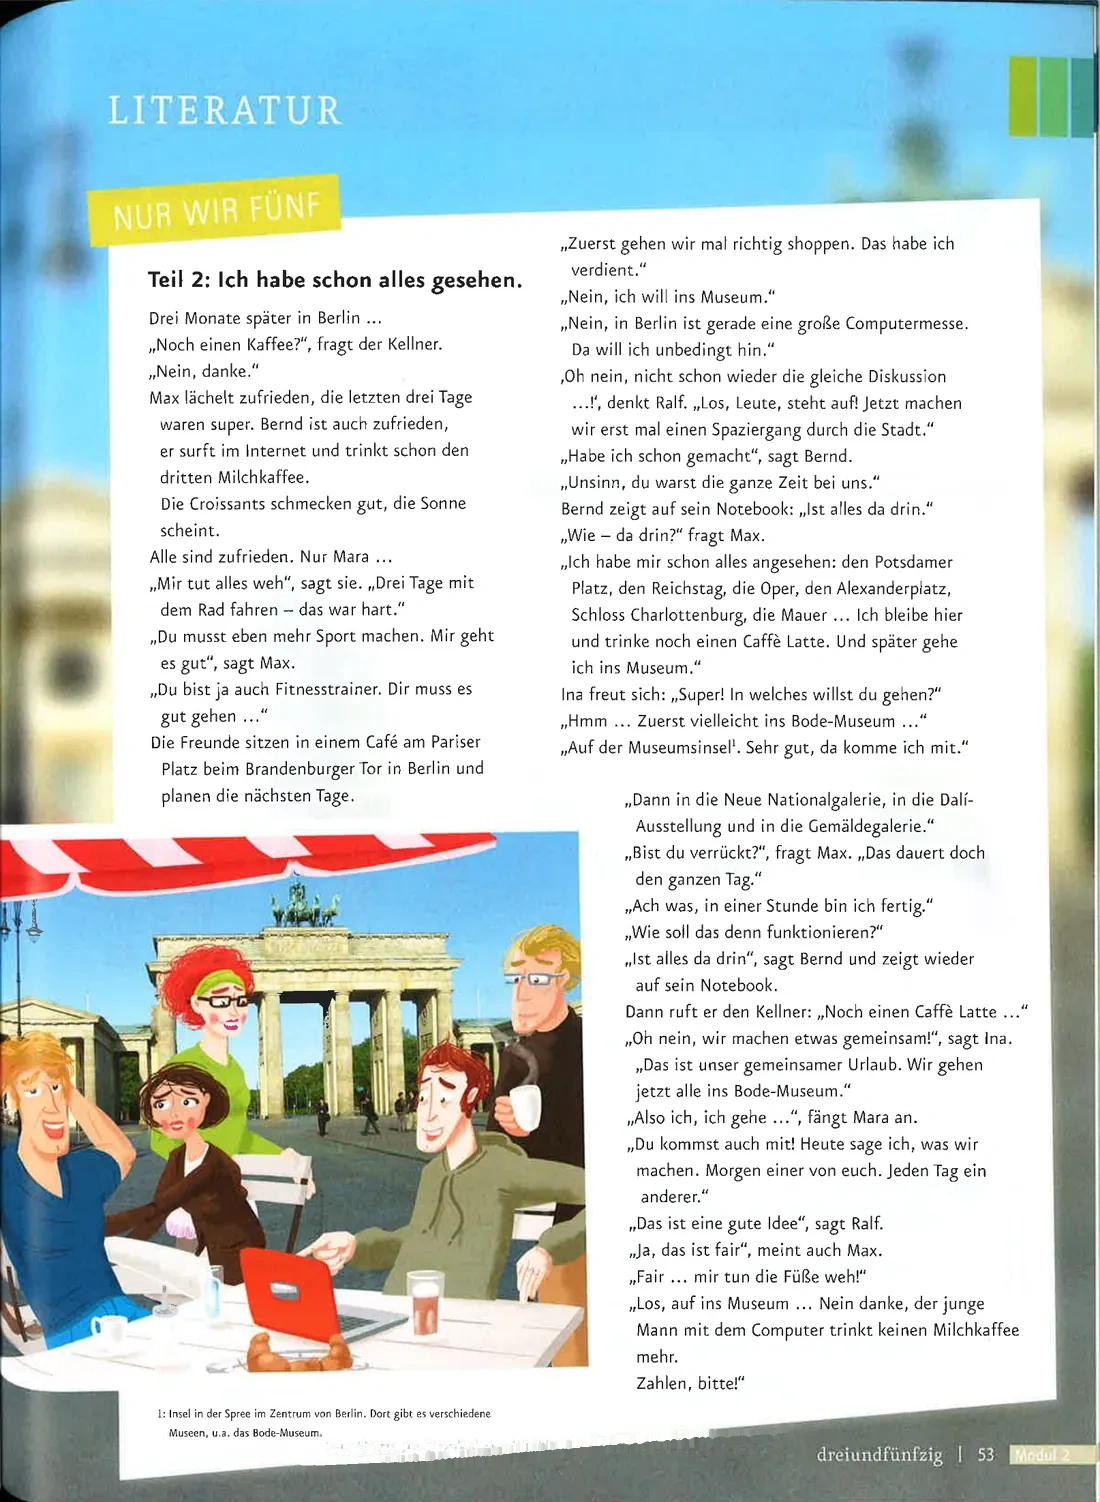 LITERATUR
NUR WIR FÜNF
Teil 2: Ich habe schon alles gesehen.
Drei Monate später in Berlin ...
„Noch einen Kaffee?“, fragt der Kellner.
„Nein, danke.“
Max lächelt zufrieden, die letzten drei Tage
waren super. Bernd ist auch zufrieden,
er surft im Internet und trinkt schon den
dritten Milchkaffee.
Die Croissants schmecken gut, die Sonne
scheint.
Alle sind zufrieden. Nur Mara ...
„Mir tut alles weh“, sagt sie. „Drei Tage mit
dem Rad fahren – das war hart.“
„Du musst eben mehr Sport machen. Mir geht
es gut“, sagt Max.
„Du bist ja auch Fitnesstrainer. Dir muss es
gut gehen ...“
Die Freunde sitzen in einem Café am Pariser
Platz beim Brandenburger Tor in Berlin und
planen die nächsten Tage.
„Zuerst gehen wir mal richtig shoppen. Das habe ich
verdient.“
„Nein, ich will ins Museum.“
„Nein, in Berlin ist gerade eine große Computermesse.
Da will ich unbedingt hin.“
‚Oh nein, nicht schon wieder die gleiche Diskussion
...!‘, denkt Ralf. „Los, Leute, steht auf! Jetzt machen
wir erst mal einen Spaziergang durch die Stadt.“
„Habe ich schon gemacht“, sagt Bernd.
„Unsinn, du warst die ganze Zeit bei uns.“
Bernd zeigt auf sein Notebook: „Ist alles da drin.“
„Wie – da drin?“ fragt Max.
„Ich habe mir schon alles angesehen: den Potsdamer
Platz, den Reichstag, die Oper, den Alexanderplatz,
Schloss Charlottenburg, die Mauer ... Ich bleibe hier
und trinke noch einen Caffè Latte. Und später gehe
ich ins Museum.“
Ina freut sich: „Super! In welches willst du gehen?“
„Hmm ... Zuerst vielleicht ins Bode-Museum ...“
„Auf der Museumsinsel¹. Sehr gut, da komme ich mit.“
„Dann in die Neue Nationalgalerie, in die Dalí-
Ausstellung und in die Gemäldegalerie.“
„Bist du verrückt?“, fragt Max. „Das dauert doch
den ganzen Tag.“
„Ach was, in einer Stunde bin ich fertig.“
„Wie soll das denn funktionieren?“
„Ist alles da drin“, sagt Bernd und zeigt wieder
auf sein Notebook.
Dann ruft er den Kellner: „Noch einen Caffè Latte ...“
„Oh nein, wir machen etwas gemeinsam!“, sagt Ina.
„Das ist unser gemeinsamer Urlaub. Wir gehen
jetzt alle ins Bode-Museum.“
„Also ich, ich gehe ...“, fängt Mara an.
„Du kommst auch mit! Heute sage ich, was wir
machen. Morgen einer von euch. Jeden Tag ein
anderer.“
„Das ist eine gute Idee“, sagt Ralf.
„Ja, das ist fair“, meint auch Max.
„Fair ... mir tun die Füße weh!“
„Los, auf ins Museum ... Nein danke, der junge
Mann mit dem Computer trinkt keinen Milchkaffee
mehr.
Zahlen, bitte!“
1: Insel in der Spree im Zentrum von Berlin. Dort gibt es verschiedene
Museen, u.a. das Bode-Museum.
dreiundfünfzig | 53 Modul 2